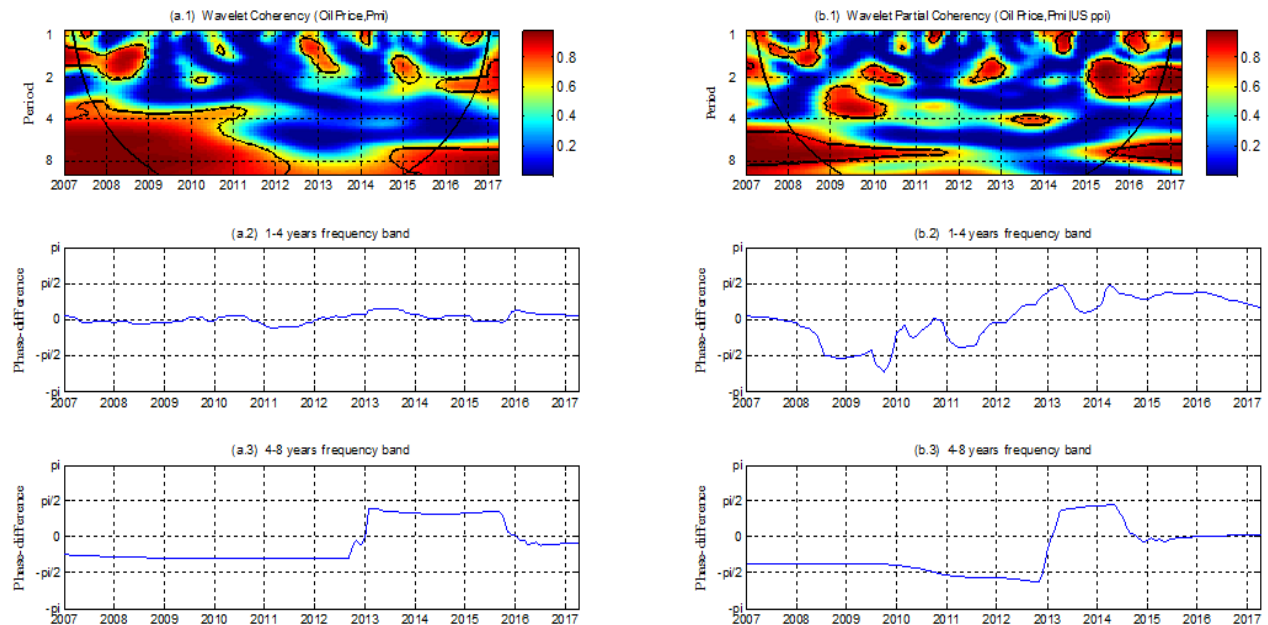 (a.1) Wavelet Coherency (Oil Price,Pmi)
1
2
4
8
Period
2007 2008 2009 2010 2011 2012 2013 2014 2015 2016 2017
0.8
0.6
0.4
0.2
(b.1) Wavelet Partial Coherency (Oil Price,Pmi|US ppi)
1
2
4
8
Period
2007 2008 2009 2010 2011 2012 2013 2014 2015 2016 2017
0.8
0.6
0.4
0.2
(a.2) 1-4 years frequency band
pi
pi/2
0
-pi/2
-pi
Phase-difference
2007 2008 2009 2010 2011 2012 2013 2014 2015 2016 2017
(b.2) 1-4 years frequency band
pi
pi/2
0
-pi/2
-pi
Phase-difference
2007 2008 2009 2010 2011 2012 2013 2014 2015 2016 2017
(a.3) 4-8 years frequency band
pi
pi/2
0
-pi/2
-pi
Phase-difference
2007 2008 2009 2010 2011 2012 2013 2014 2015 2016 2017
(b.3) 4-8 years frequency band
pi
pi/2
0
-pi/2
-pi
Phase-difference
2007 2008 2009 2010 2011 2012 2013 2014 2015 2016 2017